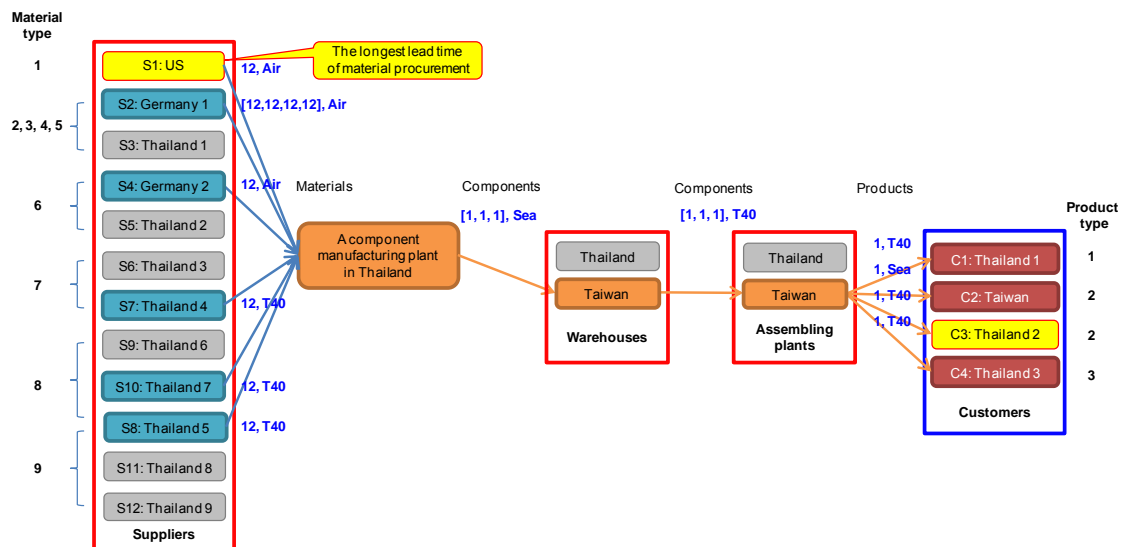 Material
type
1
2, 3, 4, 5
6
7
8
9
S1: US
S2: Germany 1
S3: Thailand 1
S4: Germany 2
S5: Thailand 2
S6: Thailand 3
S7: Thailand 4
S9: Thailand 6
S10: Thailand 7
S8: Thailand 5
S11: Thailand 8
S12: Thailand 9
Suppliers
The longest lead time
of material procurement
12, Air
[12,12,12,12], Air
12, Air
12, T40
12, T40
12, T40
Materials
A component
manufacturing plant
in Thailand
Components
[1, 1, 1], Sea
Thailand
Taiwan
Warehouses
Components
[1, 1, 1], T40
Thailand
Taiwan
Assembling
plants
Products
1, T40
1, Sea
1, T40
1, T40
C1: Thailand 1
C2: Taiwan
C3: Thailand 2
C4: Thailand 3
Customers
Product
type
1
2
2
3